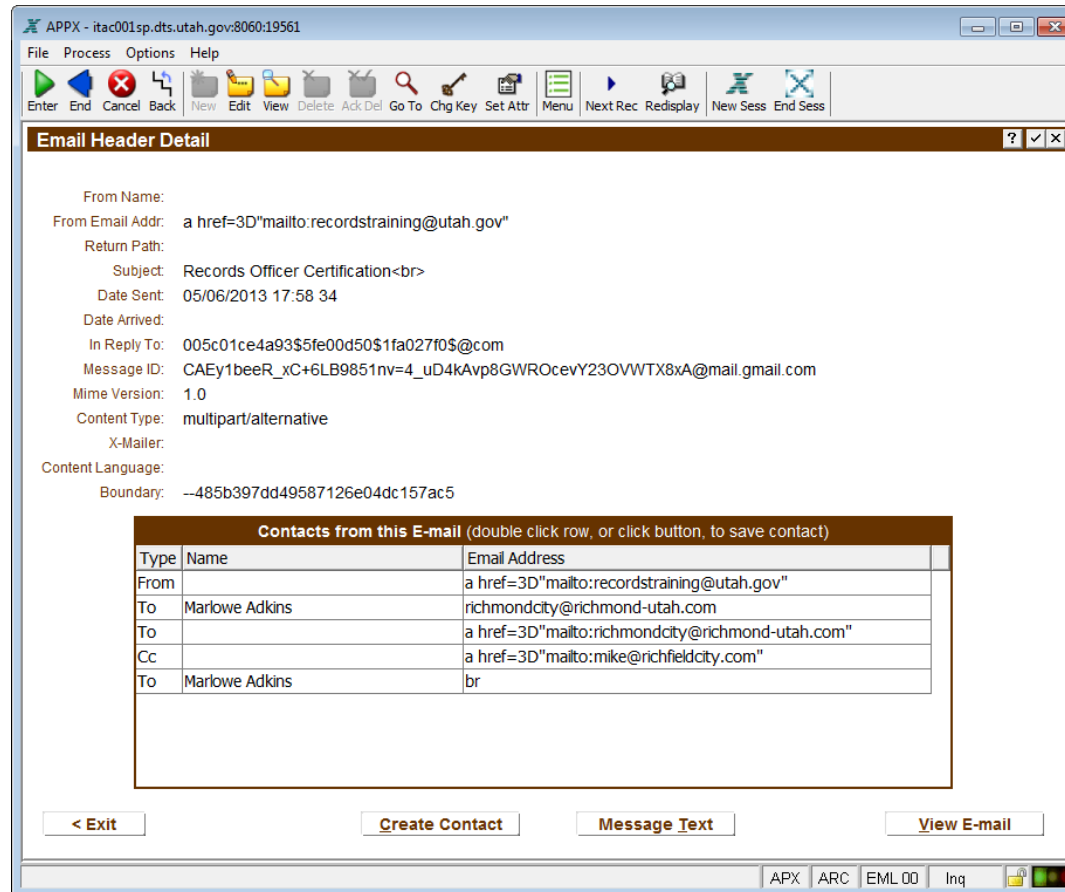 APPX - itac001sp.dts.utah.gov:8060:19561
File Process Options Help
Enter End Cancel Back New Edit View Delete Ack Del Go To Chg Key Set Attr Menu Next Rec Redisplay New Sess End Sess
Email Header Detail ?
From Name:
From Email Addr: a href=3D"mailto:recordstraining@utah.gov"
Return Path:
Subject: Records Officer Certification<br>
Date Sent: 05/06/2013 17:58 34
Date Arrived:
In Reply To: 005c01ce4a93$5fe00d50$1fa027f0$@com
Message ID: CAEy1beeR_xC+6LB9851nv=4_uD4kAvp8GWROcevY23OVWTX8xA@mail.gmail.com
Mime Version: 1.0
Content Type: multipart/alternative
X-Mailer:
Content Language:
Boundary: --485b397dd49587126e04dc157ac5
Contacts from this E-mail (double click row, or click button, to save contact)
Type Name Email Address
From a href=3D"mailto:recordstraining@utah.gov"
To Marlowe Adkins richmondcity@richmond-utah.com
To a href=3D"mailto:richmondcity@richmond-utah.com"
Cc a href=3D"mailto:mike@richfieldcity.com"
To Marlowe Adkins br
< Exit Create Contact Message Text View E-mail
APX ARC EML 00 Inq